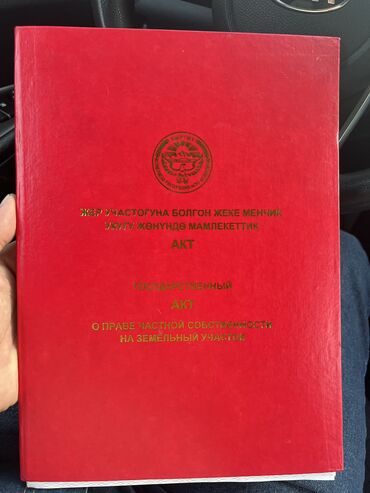 ЖЕР УЧАСТОГУНА БОЛГОН ЖЕКЕ МЕНЧИК
УКУГУ ЖӨНҮНДӨ МАМЛЕКЕТТИК
АКТ
ГОСУДАРСТВЕННЫЙ
АКТ
О ПРАВЕ ЧАСТНОЙ СОБСТВЕННОСТИ
НА ЗЕМЕЛЬНЫЙ УЧАСТОК